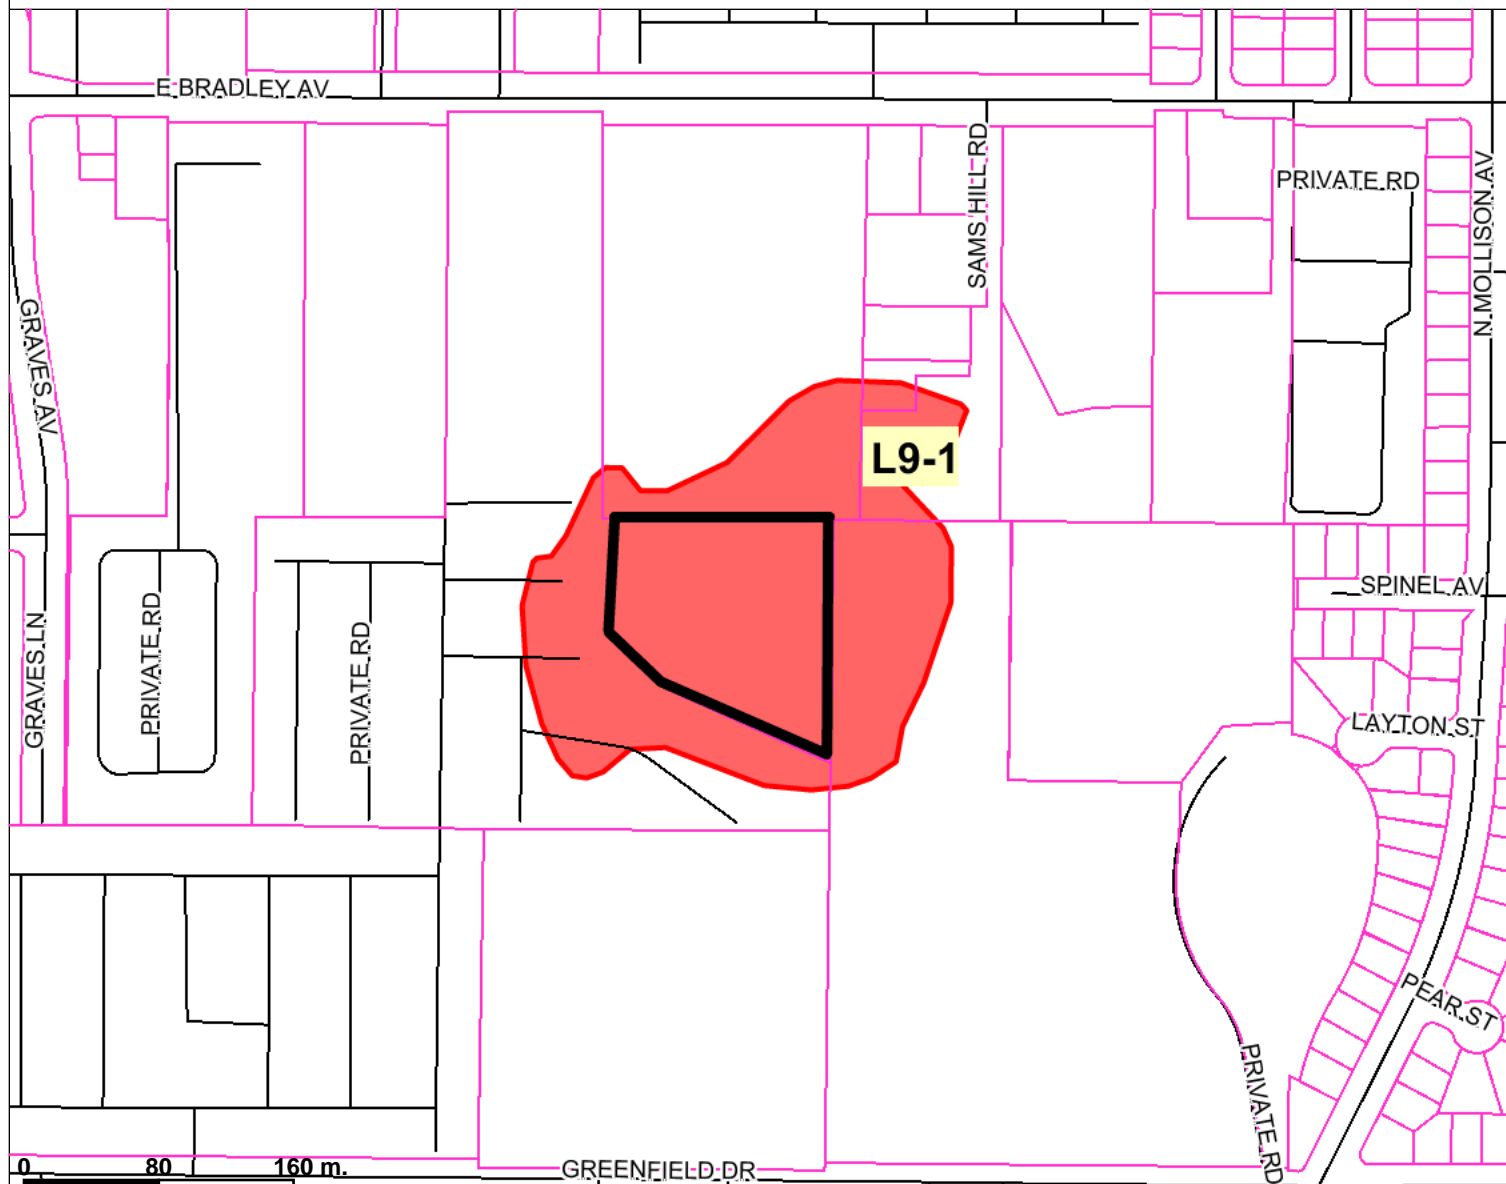 E BRADLEY AV
SAMS HILL RD
PRIVATE RD
N MOLLISON AV
GRAVES AV
L9-1
SPINEL AV
GRAVES LN
PRIVATE RD
PRIVATE RD
LAYTON ST
PEAR ST
PRIVATE RD
0 80 160 m.
GREENFIELD DR